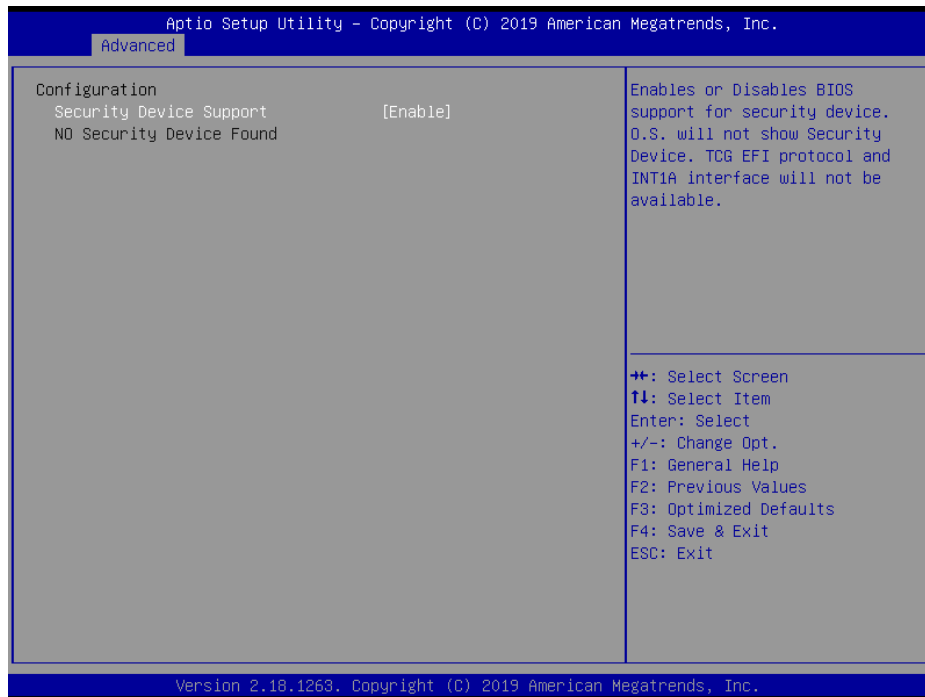 Aptio Setup Utility – Copyright (C) 2019 American Megatrends, Inc.
Advanced
Configuration
Security Device Support [Enable]
NO Security Device Found
Enables or Disables BIOS
support for security device.
O.S. will not show Security
Device. TCG EFI protocol and
INT1A interface will not be
available.
→←: Select Screen
↑↓: Select Item
Enter: Select
+/-: Change Opt.
F1: General Help
F2: Previous Values
F3: Optimized Defaults
F4: Save & Exit
ESC: Exit
Version 2.18.1263. Copyright (C) 2019 American Megatrends, Inc.